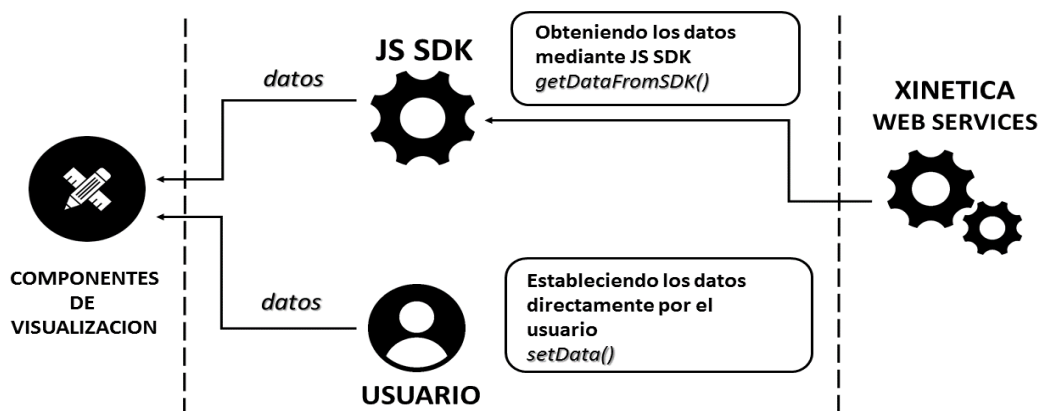 JS SDK
Obteniendo los datos
mediante JS SDK
getDataFromSDK()
datos
XINETICA
WEB SERVICES
COMPONENTES
DE
VISUALIZACION
datos
Estableciendo los datos
directamente por el
usuario
setData()
USUARIO